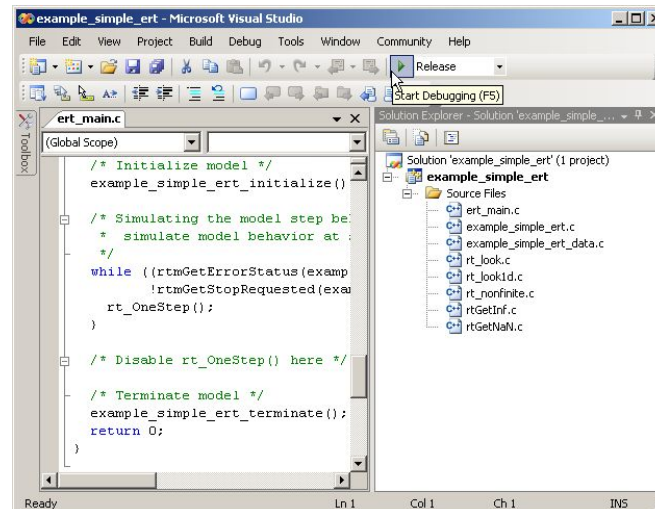 example_simple_ert - Microsoft Visual Studio
File Edit View Project Build Debug Tools Window Community Help
Release
Start Debugging (F5)
Toolbox
ert_main.c
(Global Scope)
/* Initialize model */
example_simple_ert_initialize()
/* Simulating the model step be
* simulate model behavior at
*/
while ((rtmGetErrorStatus(examp
!rtmGetStopRequested(exam
rt_OneStep();
}
/* Disable rt_OneStep() here */
/* Terminate model */
example_simple_ert_terminate();
return 0;
}
Solution Explorer - Solution 'example_simple_...
Solution 'example_simple_ert' (1 project)
example_simple_ert
Source Files
ert_main.c
example_simple_ert.c
example_simple_ert_data.c
rt_look.c
rt_look1d.c
rt_nonfinite.c
rtGetInf.c
rtGetNaN.c
Ready Ln 1 Col 1 Ch 1 INS